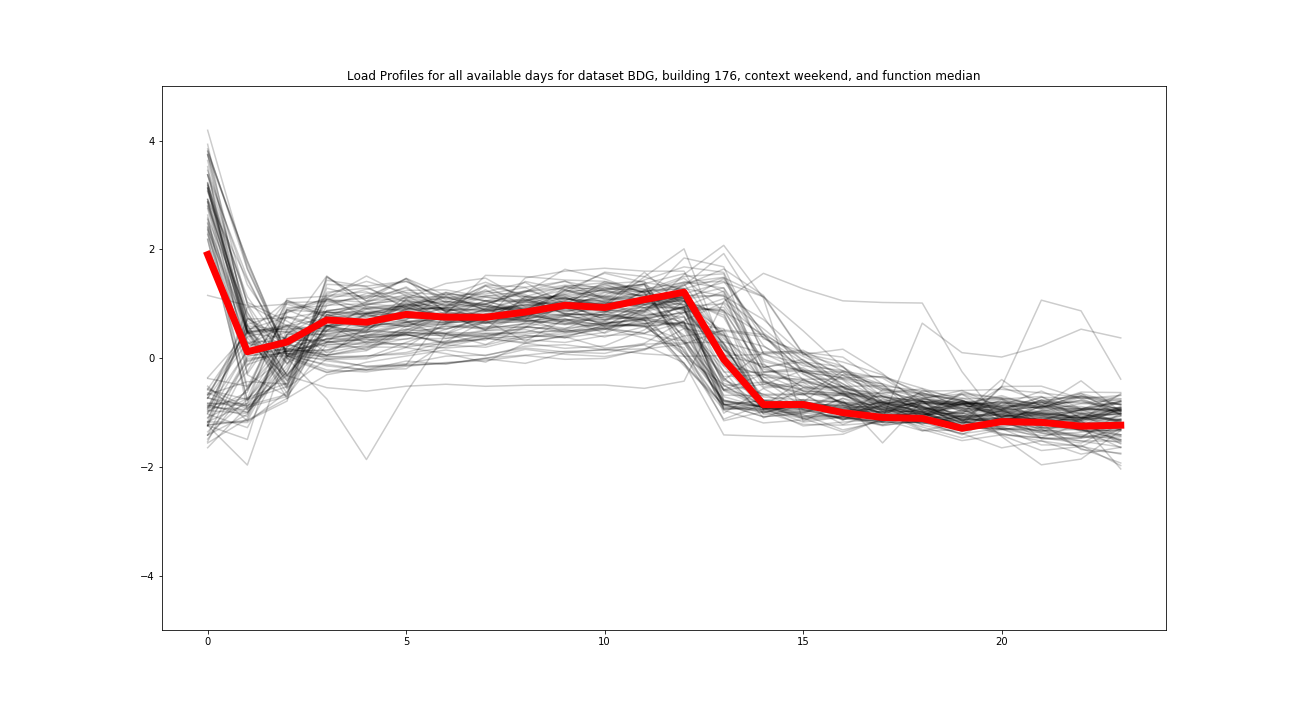 Load Profiles for all available days for dataset BDG, building 176, context weekend, and function median
4
2
0
−2
−4
0 5 10 15 20